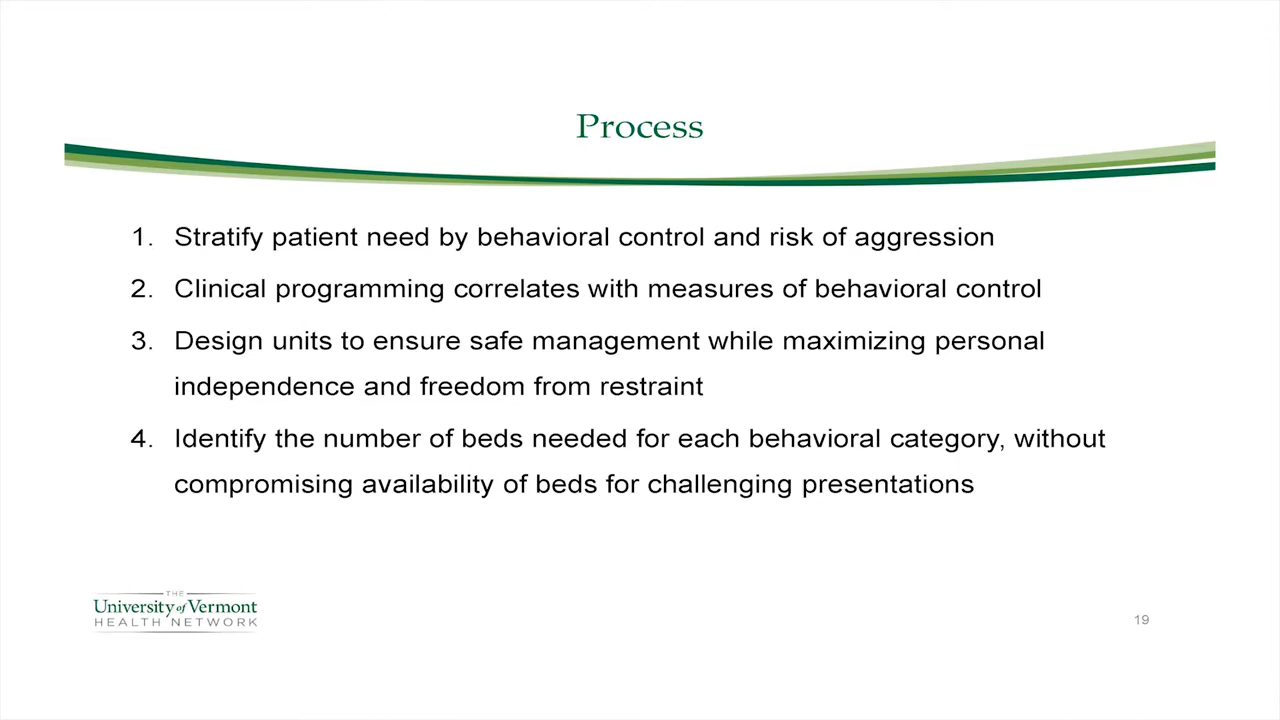 Process
1. Stratify patient need by behavioral control and risk of aggression
2. Clinical programming correlates with measures of behavioral control
3. Design units to ensure safe management while maximizing personal
independence and freedom from restraint
4. Identify the number of beds needed for each behavioral category, without
compromising availability of beds for challenging presentations
THE
University of Vermont
HEALTH NETWORK
19